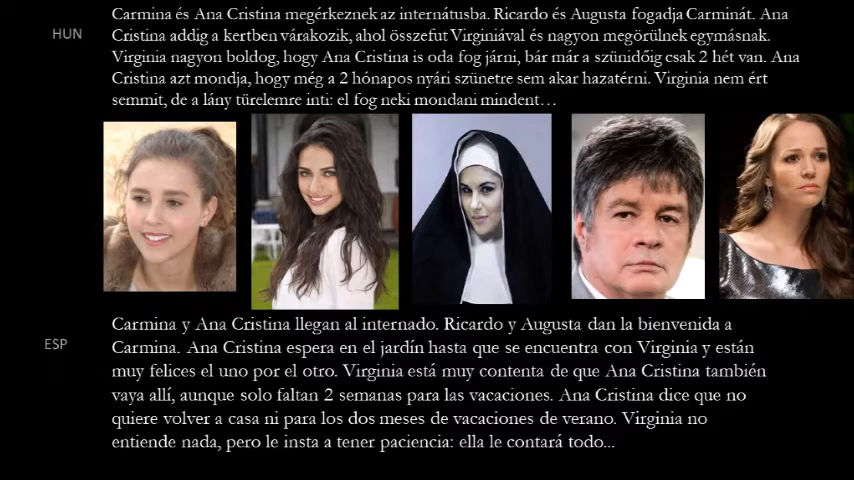 HUN
Carmina és Ana Cristina megérkeznek az internátusba. Ricardo és Augusta fogadja Carminát. Ana
Cristina addig a kertben várakozik, ahol összefut Virginiával és nagyon megörülnek egymásnak.
Virginia nagyon boldog, hogy Ana Cristina is oda fog járni, bár már a szünidőig csak 2 hét van. Ana
Cristina azt mondja, hogy még a 2 hónapos nyári szünetre sem akar hazatérni. Virginia nem ért
semmit, de a lány türelemre inti: el fog neki mondani mindent…
ESP
Carmina y Ana Cristina llegan al internado. Ricardo y Augusta dan la bienvenida a
Carmina. Ana Cristina espera en el jardín hasta que se encuentra con Virginia y están
muy felices el uno por el otro. Virginia está muy contenta de que Ana Cristina también
vaya allí, aunque solo faltan 2 semanas para las vacaciones. Ana Cristina dice que no
quiere volver a casa ni para los dos meses de vacaciones de verano. Virginia no
entiende nada, pero le insta a tener paciencia: ella le contará todo...